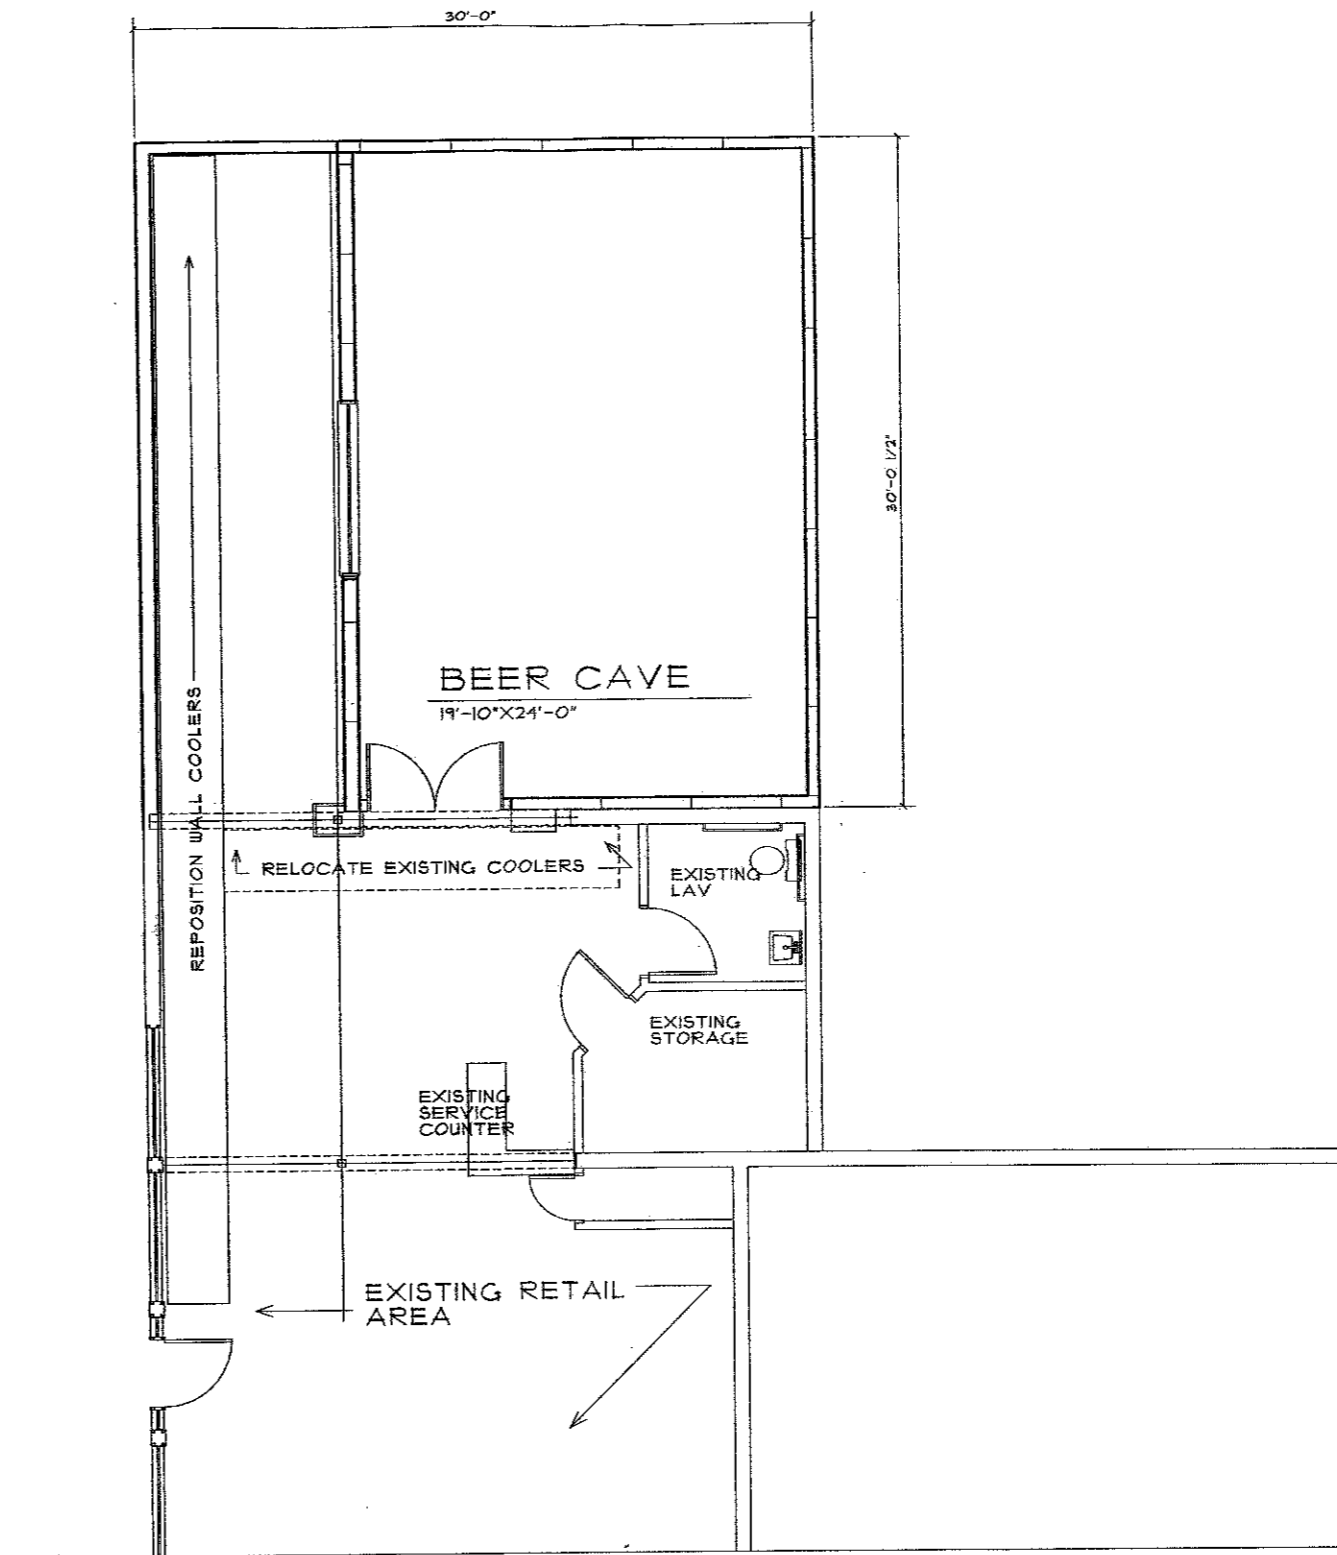 30'-0"
30'-0 1/2"
BEER CAVE
19'-10"X24'-0"
REPOSITION WALL COOLERS
RELOCATE EXISTING COOLERS
EXISTING
LAV
EXISTING
STORAGE
EXISTING
SERVICE
COUNTER
EXISTING RETAIL
AREA